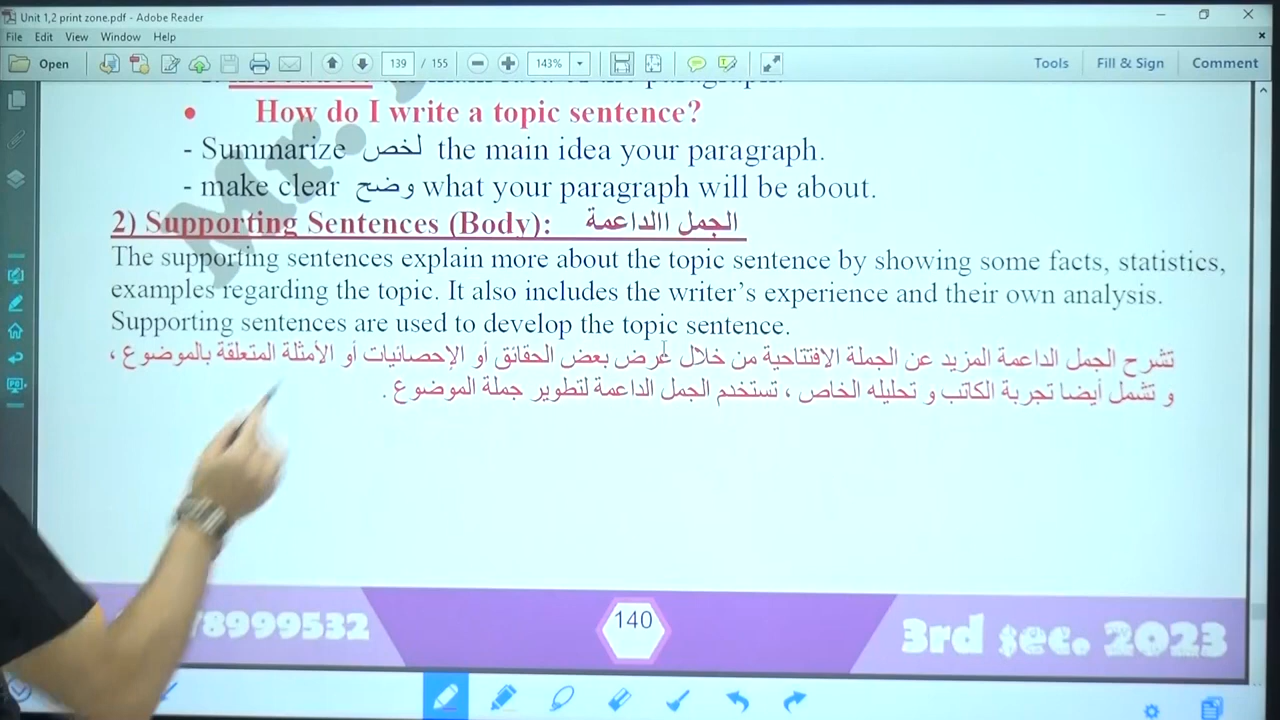 Unit 1,2 print zone.pdf - Adobe Reader
File Edit View Window Help
Open 139 / 155 143% Tools Fill & Sign Comment
• How do I write a topic sentence?
- Summarize لخص the main idea your paragraph.
- make clear وضح what your paragraph will be about.
2) Supporting Sentences (Body): الجمل االداعمة
The supporting sentences explain more about the topic sentence by showing some facts, statistics,
examples regarding the topic. It also includes the writer's experience and their own analysis.
Supporting sentences are used to develop the topic sentence.
تشرح الجمل الداعمة المزيد عن الجملة الإفتتاحية من خلال عرض بعض الحقائق أو الإحصائيات أو الأمثلة المتعلقة بالموضوع ،
و تشمل أيضا تجربة الكاتب و تحليله الخاص ، تستخدم الجمل الداعمة لتطوير جملة الموضوع .
8999532 140 3rd sec. 2023